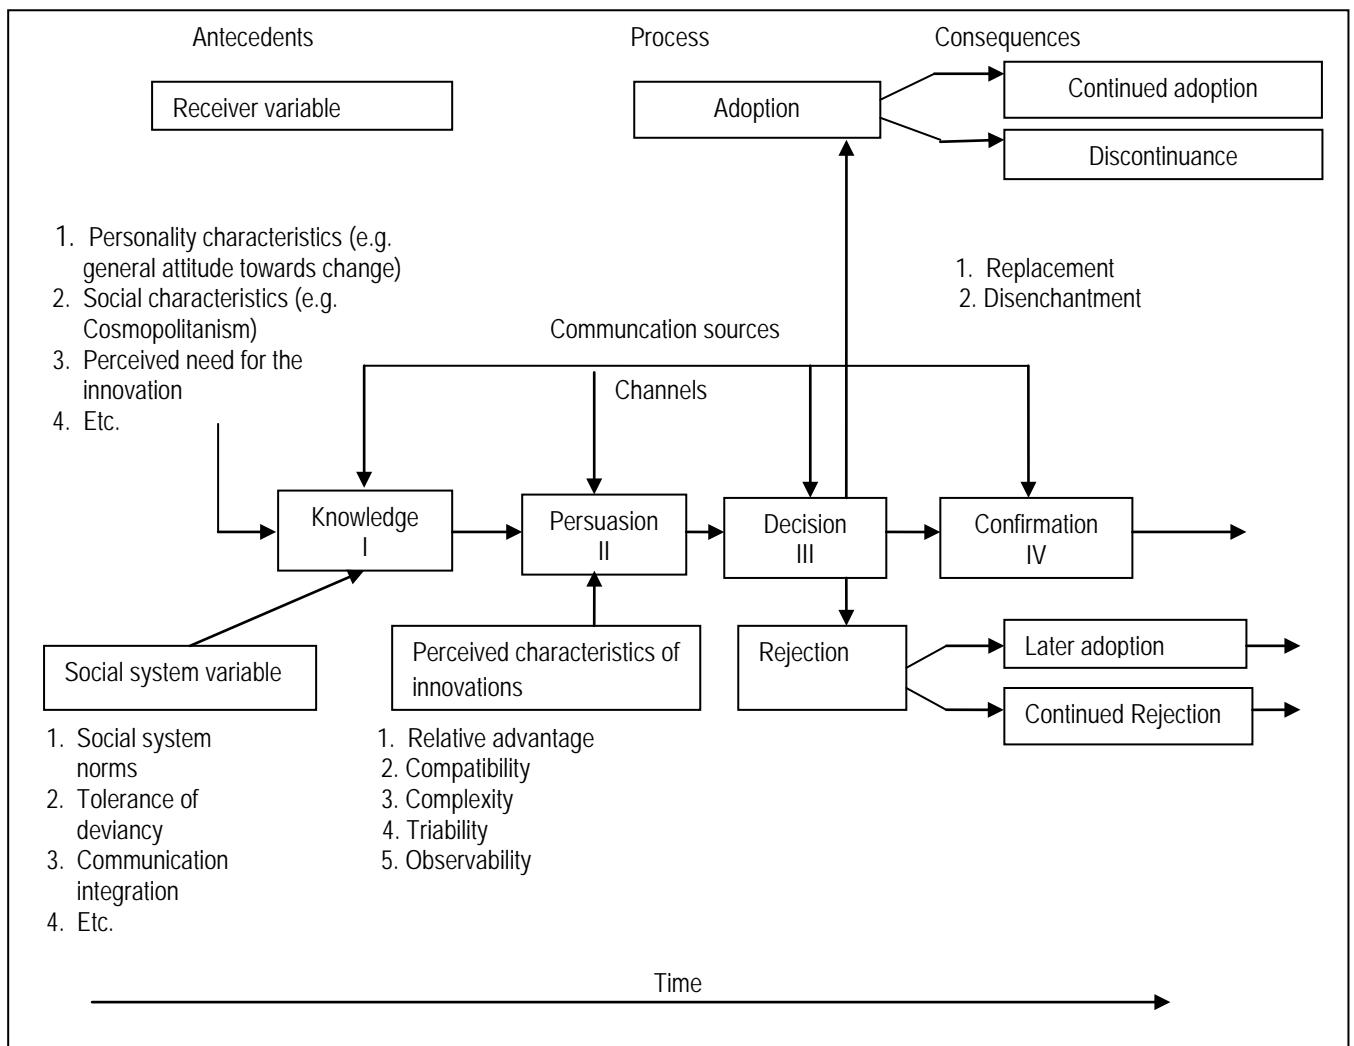 Antecedents
Process
Consequences
Receiver variable
Adoption
Continued adoption
Discontinuance
1. Personality characteristics (e.g.
general attitude towards change)
2. Social characteristics (e.g.
Cosmopolitanism)
3. Perceived need for the
innovation
4. Etc.
1. Replacement
2. Disenchantment
Communcation sources
Channels
Knowledge
I
Persuasion
II
Decision
III
Confirmation
IV
Social system variable
Perceived characteristics of
innovations
Rejection
Later adoption
Continued Rejection
1. Social system
norms
2. Tolerance of
deviancy
3. Communication
integration
4. Etc.
1. Relative advantage
2. Compatibility
3. Complexity
4. Triability
5. Observability
Time